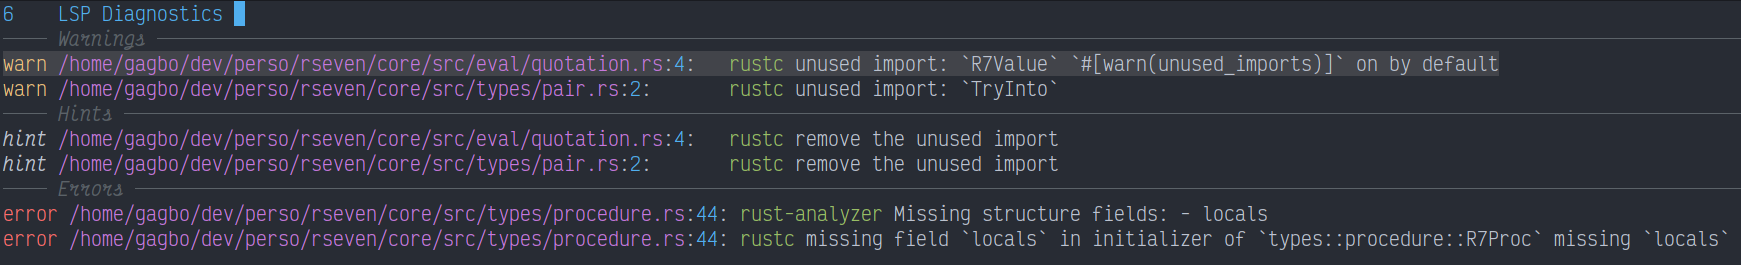 6    LSP Diagnostics
Warnings
warn /home/gagbo/dev/perso/rseven/core/src/eval/quotation.rs:4:   rustc unused import: `R7Value` `#[warn(unused_imports)]` on by default
warn /home/gagbo/dev/perso/rseven/core/src/types/pair.rs:2:       rustc unused import: `TryInto`
Hints
hint /home/gagbo/dev/perso/rseven/core/src/eval/quotation.rs:4:   rustc remove the unused import
hint /home/gagbo/dev/perso/rseven/core/src/types/pair.rs:2:       rustc remove the unused import
Errors
error /home/gagbo/dev/perso/rseven/core/src/types/procedure.rs:44: rust-analyzer Missing structure fields: - locals
error /home/gagbo/dev/perso/rseven/core/src/types/procedure.rs:44: rustc missing field `locals` in initializer of `types::procedure::R7Proc` missing `locals`